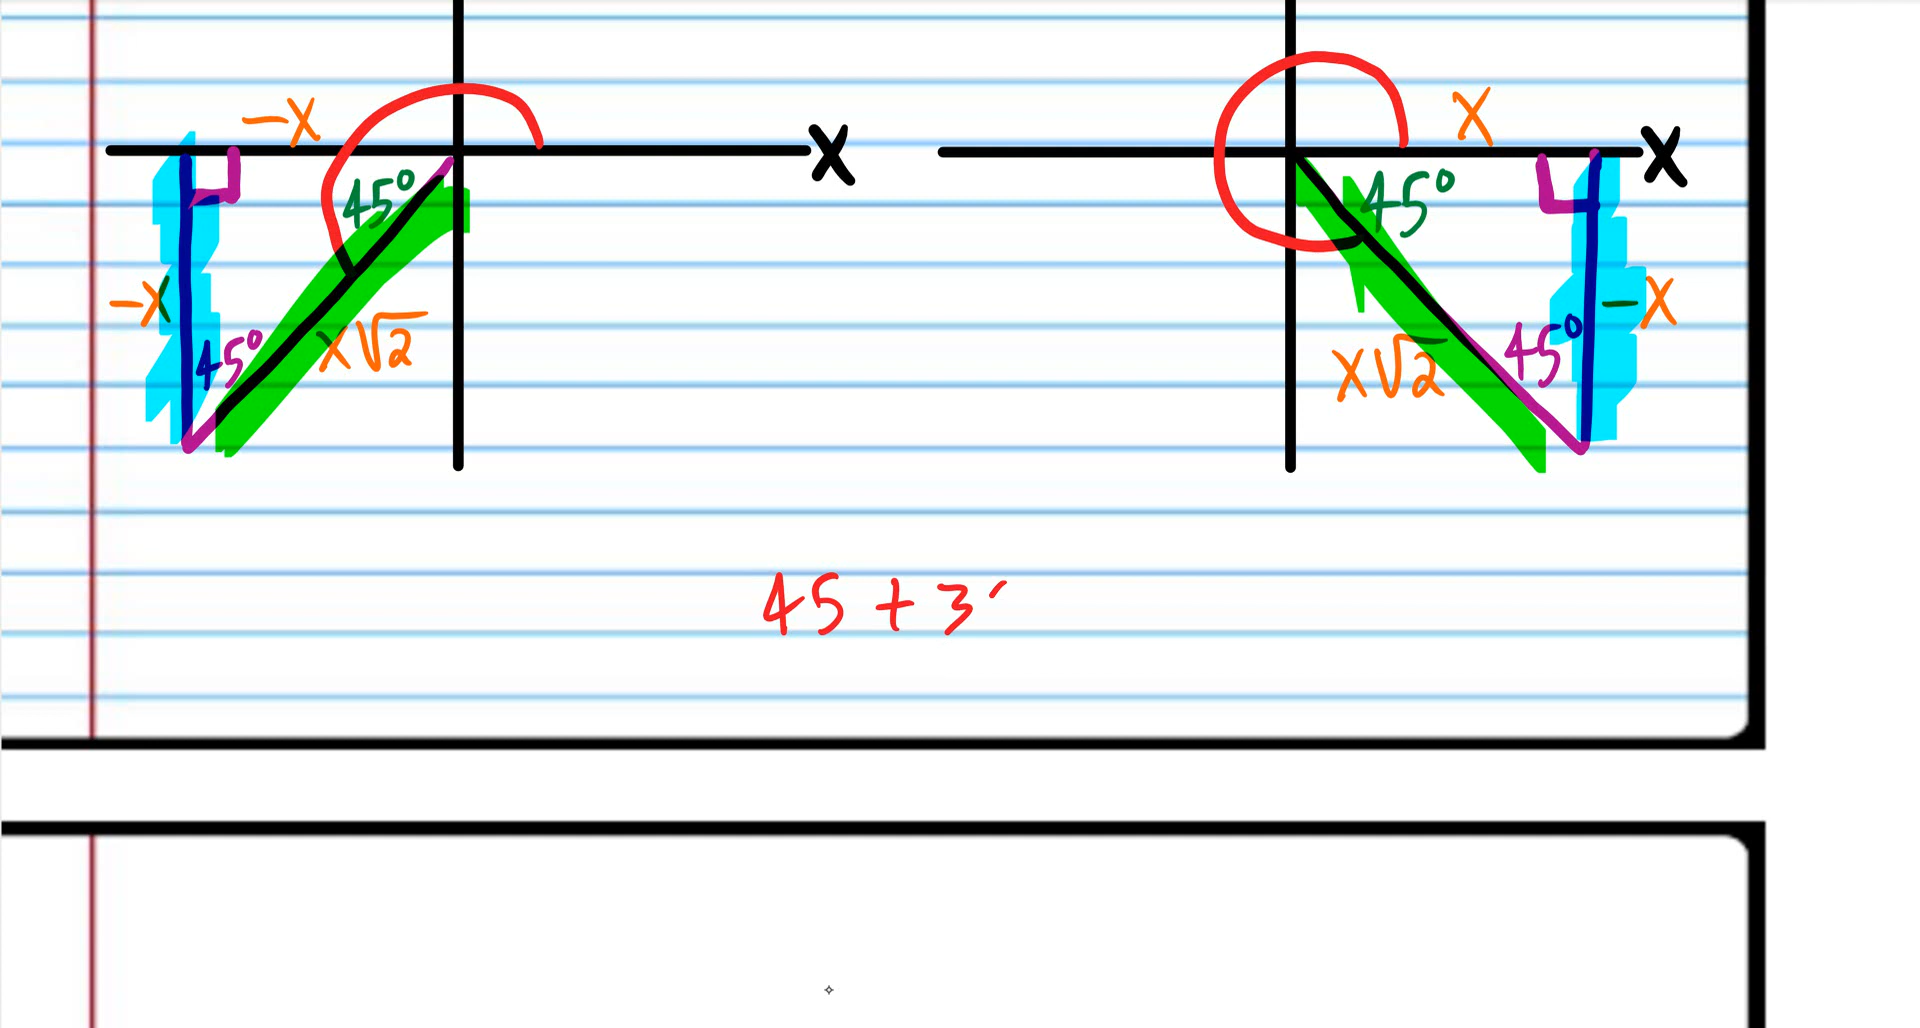 -X X
X X
45° 45°
-X -X
45° 45°
X√2 X√2
45 + 3